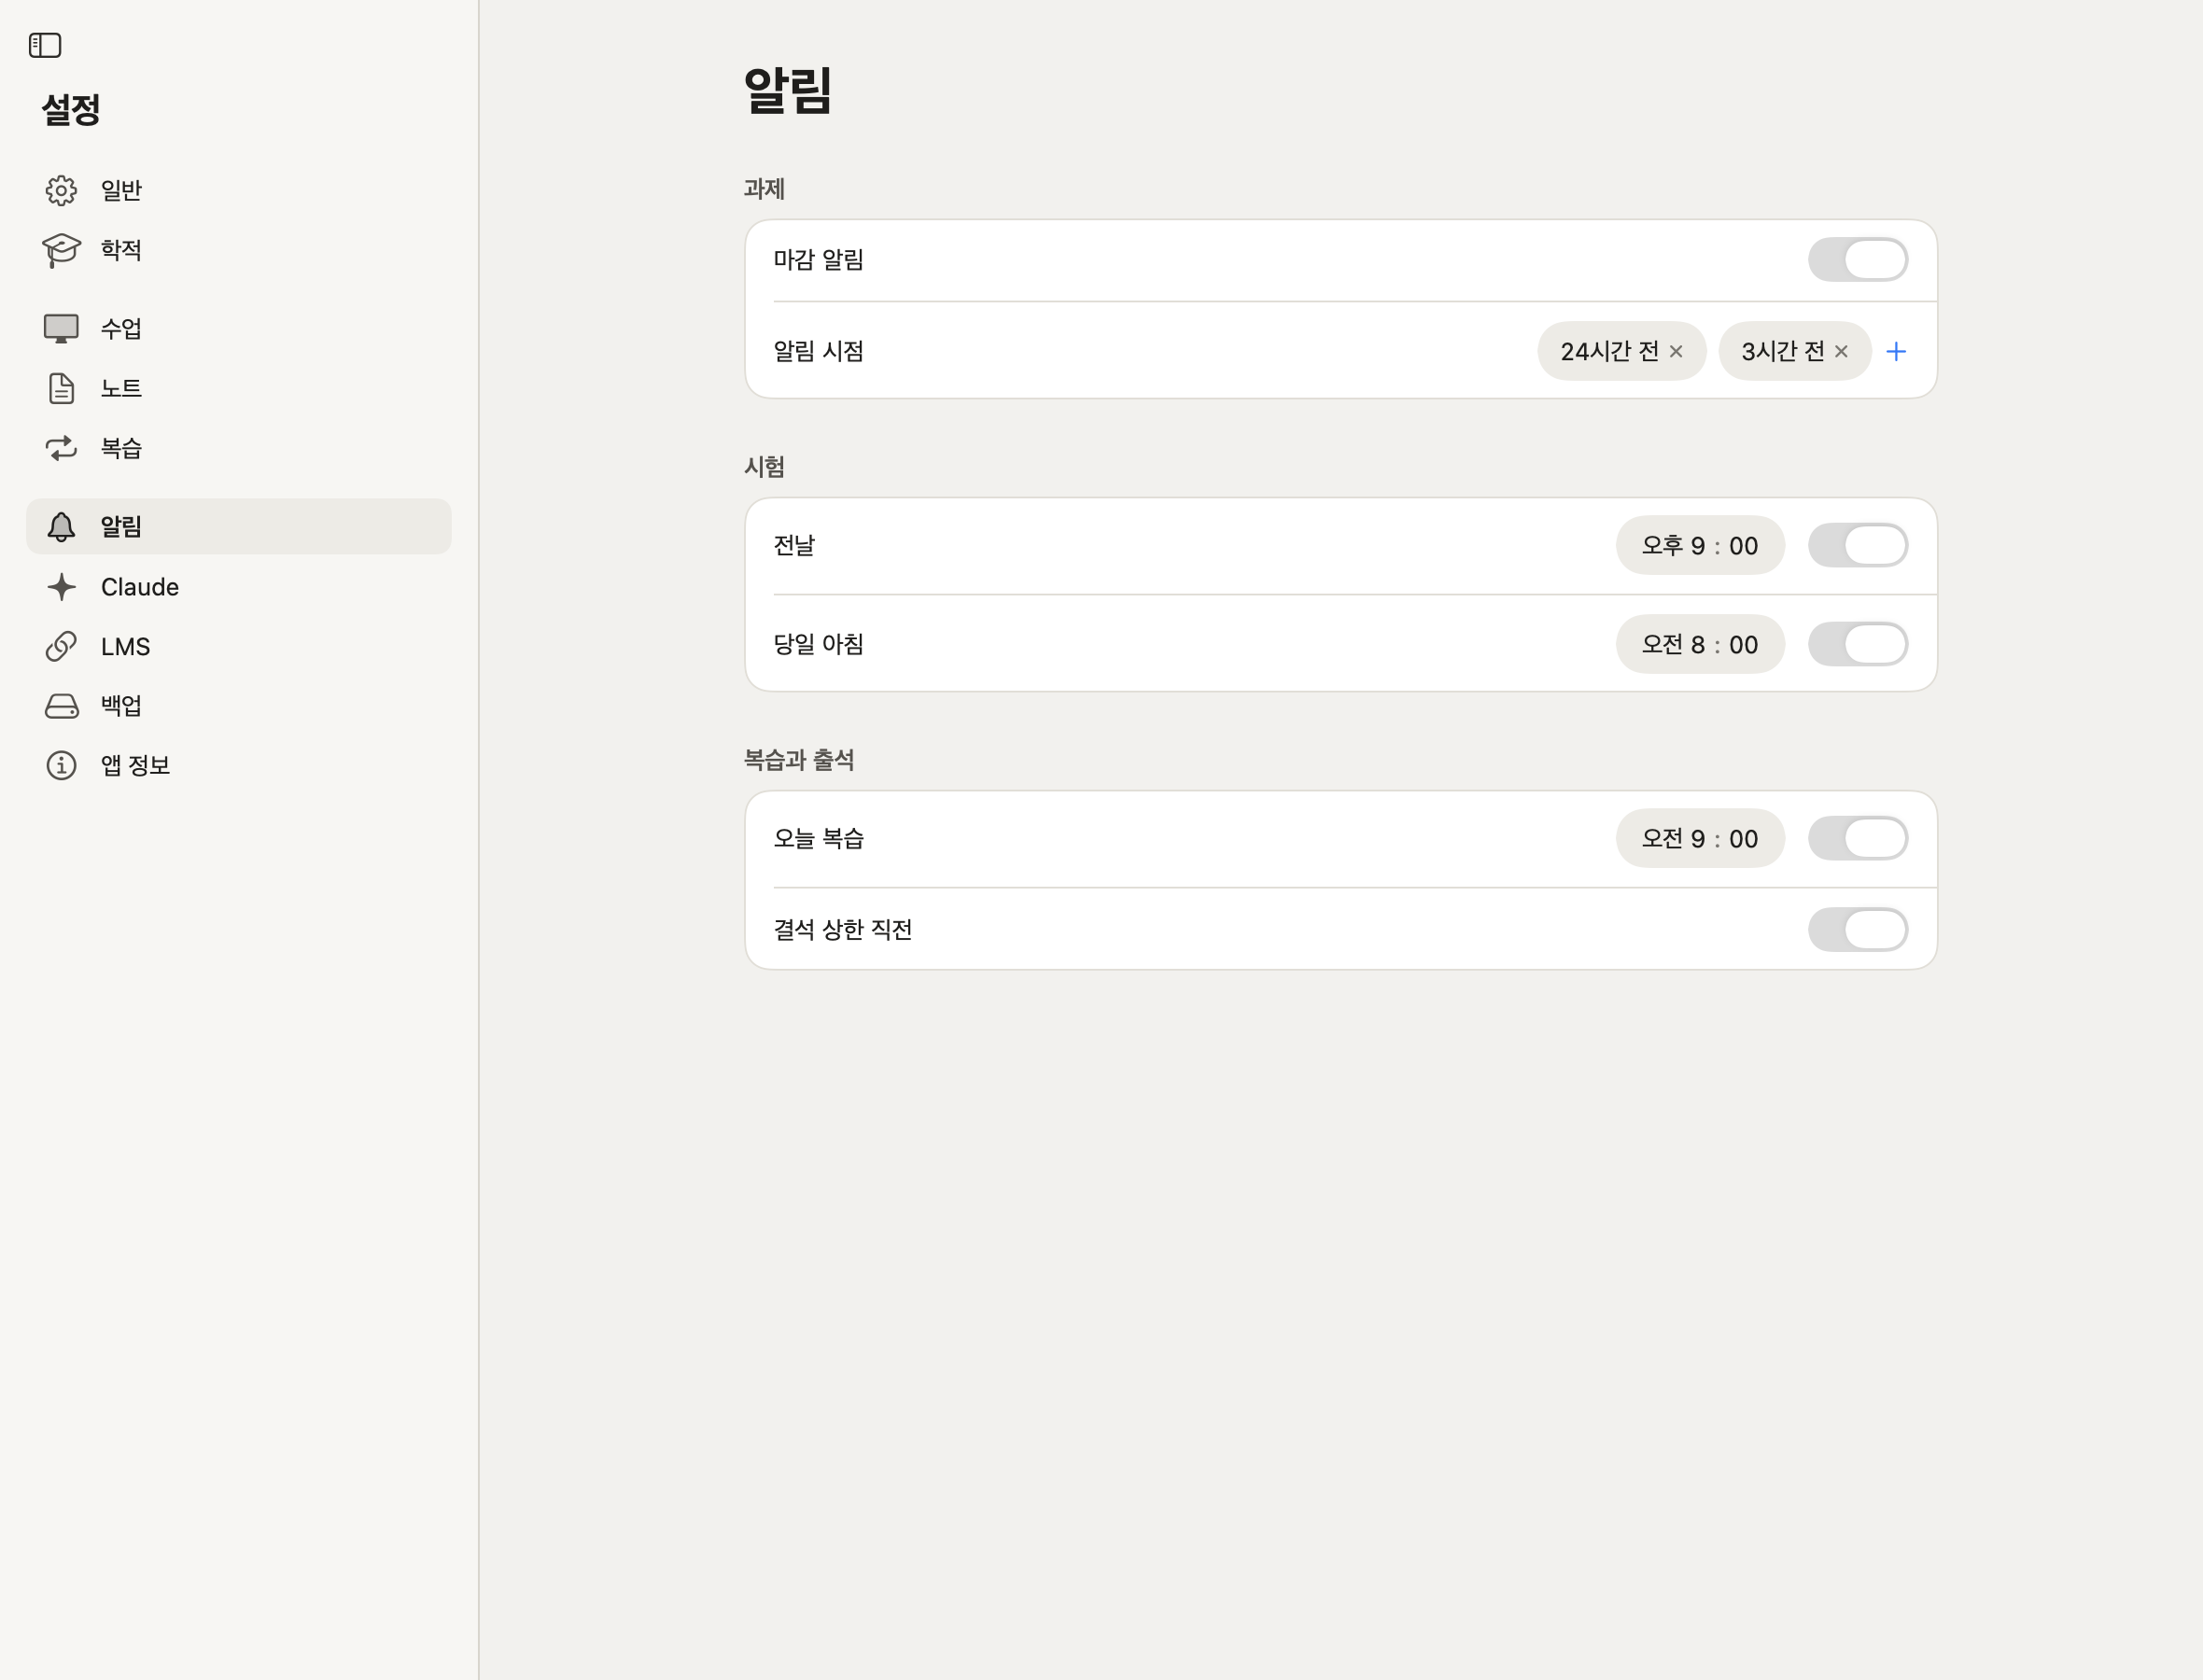 설정
일반
학적
수업
노트
복습
알림
Claude
LMS
백업
앱 정보
알림
과제
마감 알림
알림 시점 24시간 전 × 3시간 전 × +
시험
전날 오후 9 : 00
당일 아침 오전 8 : 00
복습과 출석
오늘 복습 오전 9 : 00
결석 상한 직전